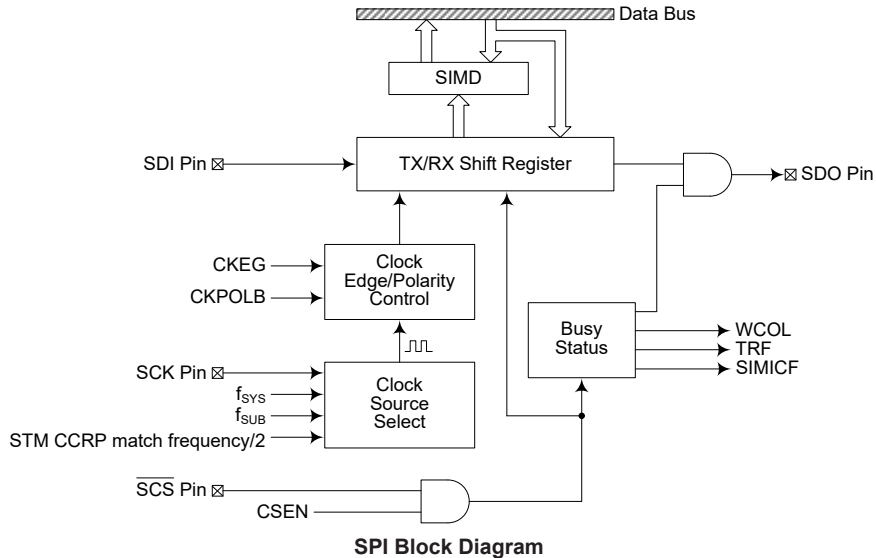 Data Bus
SIMD
SDI Pin
TX/RX Shift Register
SDO Pin
CKEG
CKPOLB
Clock
Edge/Polarity
Control
Busy
Status
WCOL
TRF
SIMICF
SCK Pin
fSYS
fSUB
STM CCRP match frequency/2
Clock
Source
Select
SCS Pin
CSEN
SPI Block Diagram